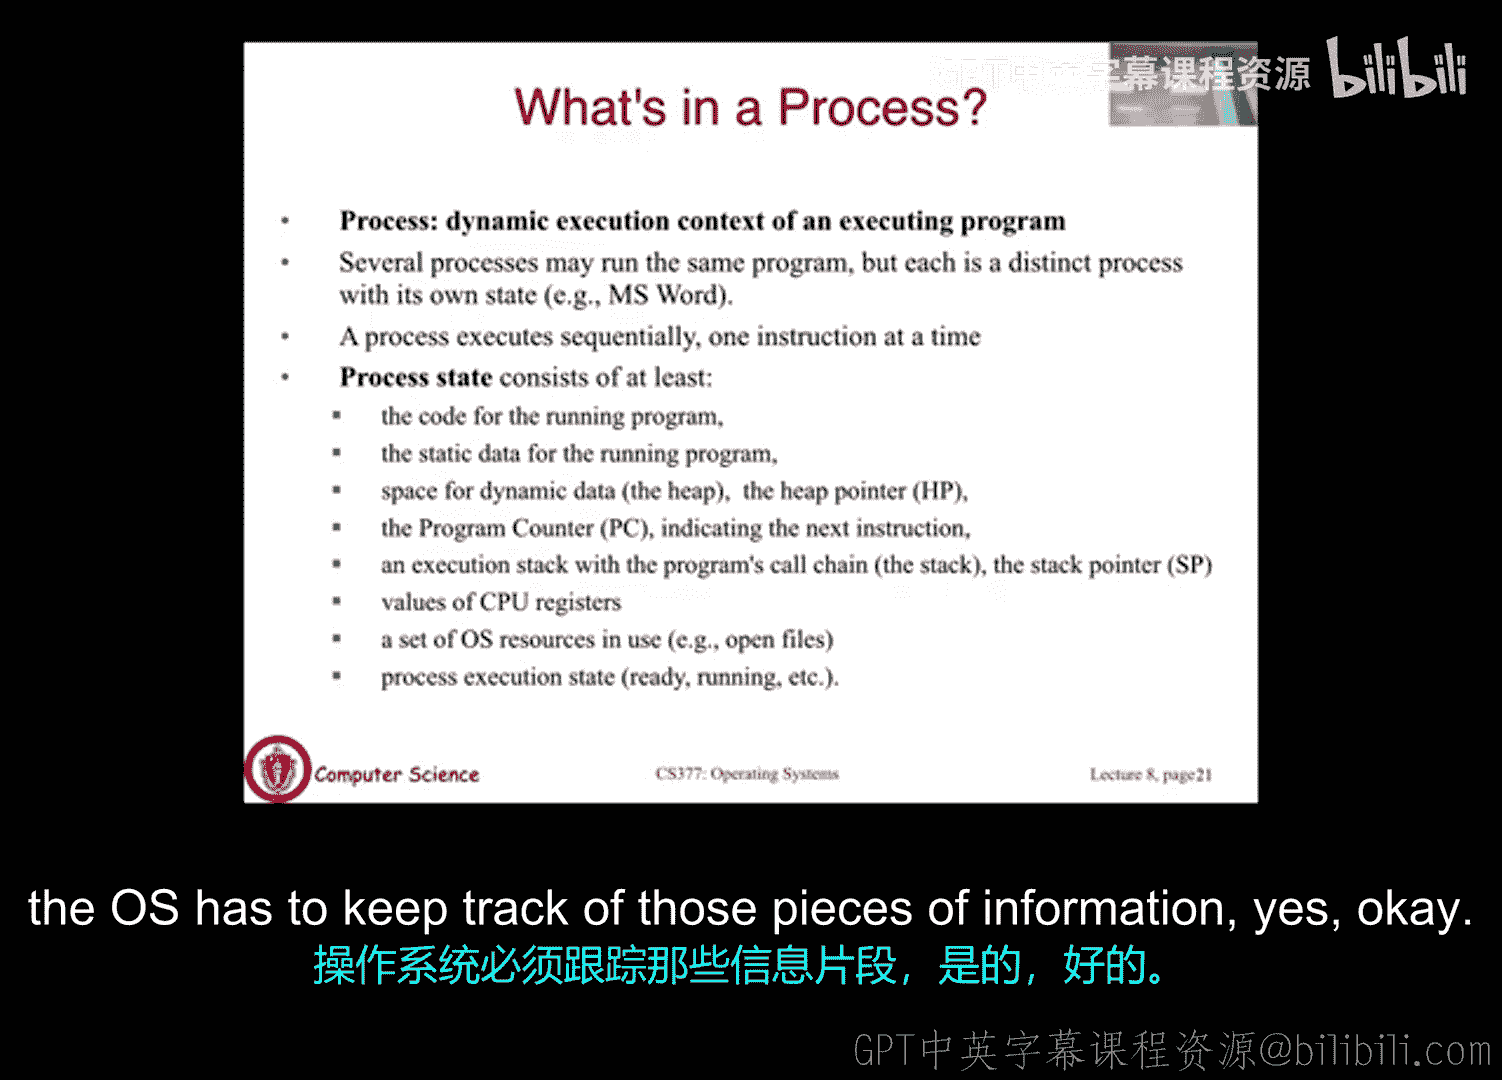 字幕课程资源 bilibili
What's in a Process?
• Process: dynamic execution context of an executing program
• Several processes may run the same program, but each is a distinct process
with its own state (e.g., MS Word).
• A process executes sequentially, one instruction at a time
• Process state consists of at least:
▪ the code for the running program,
▪ the static data for the running program,
▪ space for dynamic data (the heap), the heap pointer (HP),
▪ the Program Counter (PC), indicating the next instruction,
▪ an execution stack with the program's call chain (the stack), the stack pointer (SP)
▪ values of CPU registers
▪ a set of OS resources in use (e.g., open files)
▪ process execution state (ready, running, etc.).
Computer Science CS377: Operating Systems Lecture 8, page21
the OS has to keep track of those pieces of information, yes, okay.
操作系统必须跟踪那些信息片段，是的，好的。
GPT中英字幕课程资源@bilibili.com